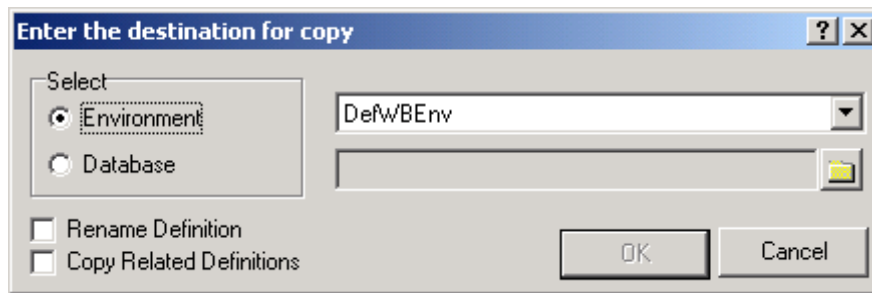 Enter the destination for copy
Select
Environment
DefWBEnv
Database
Rename Definition
Copy Related Definitions
OK
Cancel